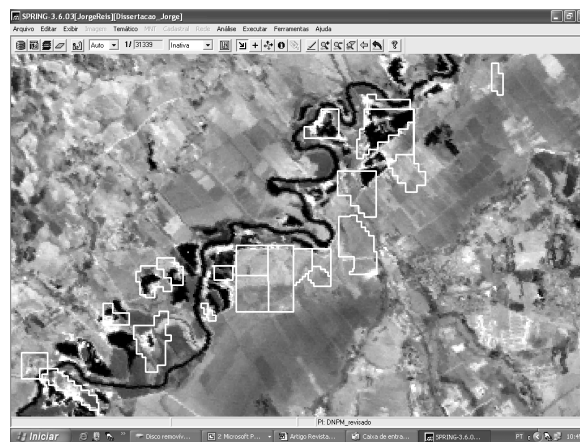 SPRING-3.6.03[JorgeReis][Dissertacao_Jorge]
Arquivo Editar Exibir Imagem Temático MNT Cadastral Rede Análise Executar Ferramentas Ajuda
Auto 1/ 31339 Inativa
PI: DNPM_revisado
Iniciar Disco removív... 2 Microsoft P... Artigo Revista... Caixa de entra... SPRING-3.6.0... PT